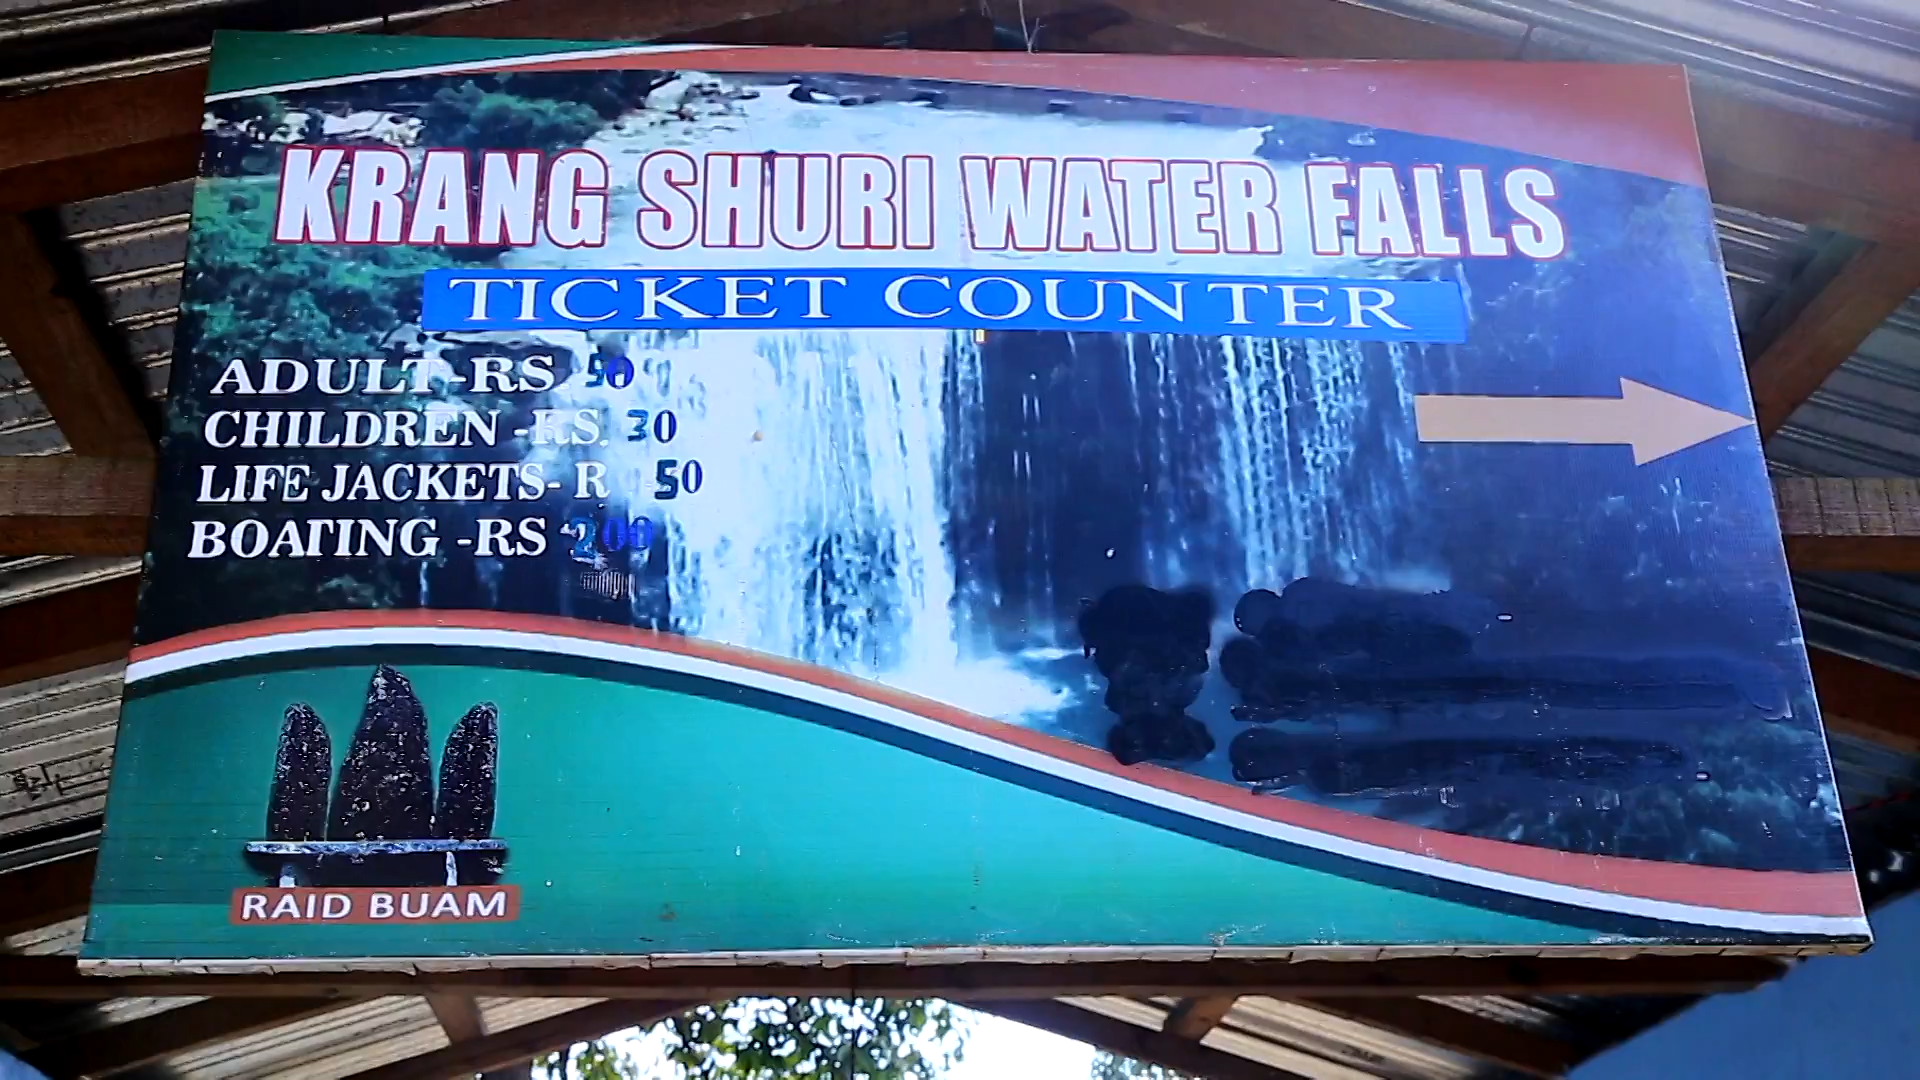 KRANG SHURI WATER FALLS
TICKET COUNTER
ADULT-RS 50
CHILDREN -RS. 30
LIFE JACKETS- R 50
BOATING -RS 200
RAID BUAM